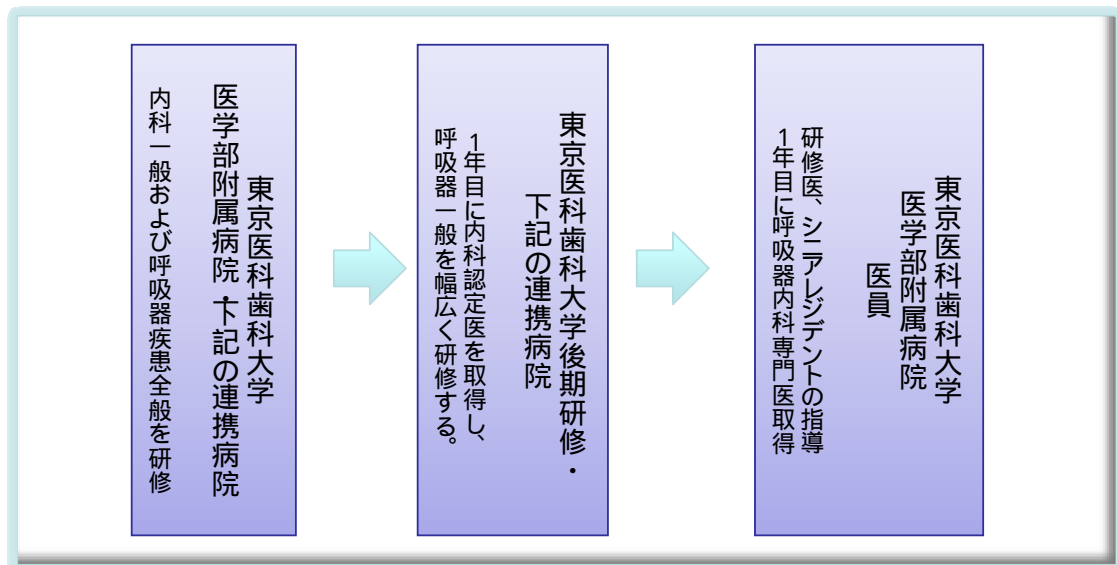 東京医科歯科大学
医学部附属病院・下記の連携病院
内科一般および呼吸器疾患全般を研修
東京医科歯科大学後期研修・
下記の連携病院
1年目に内科認定医を取得し、
呼吸器一般を幅広く研修する。
東京医科歯科大学
医学部附属病院
医員
研修医、シニアレジデントの指導
1年目に呼吸器内科専門医取得